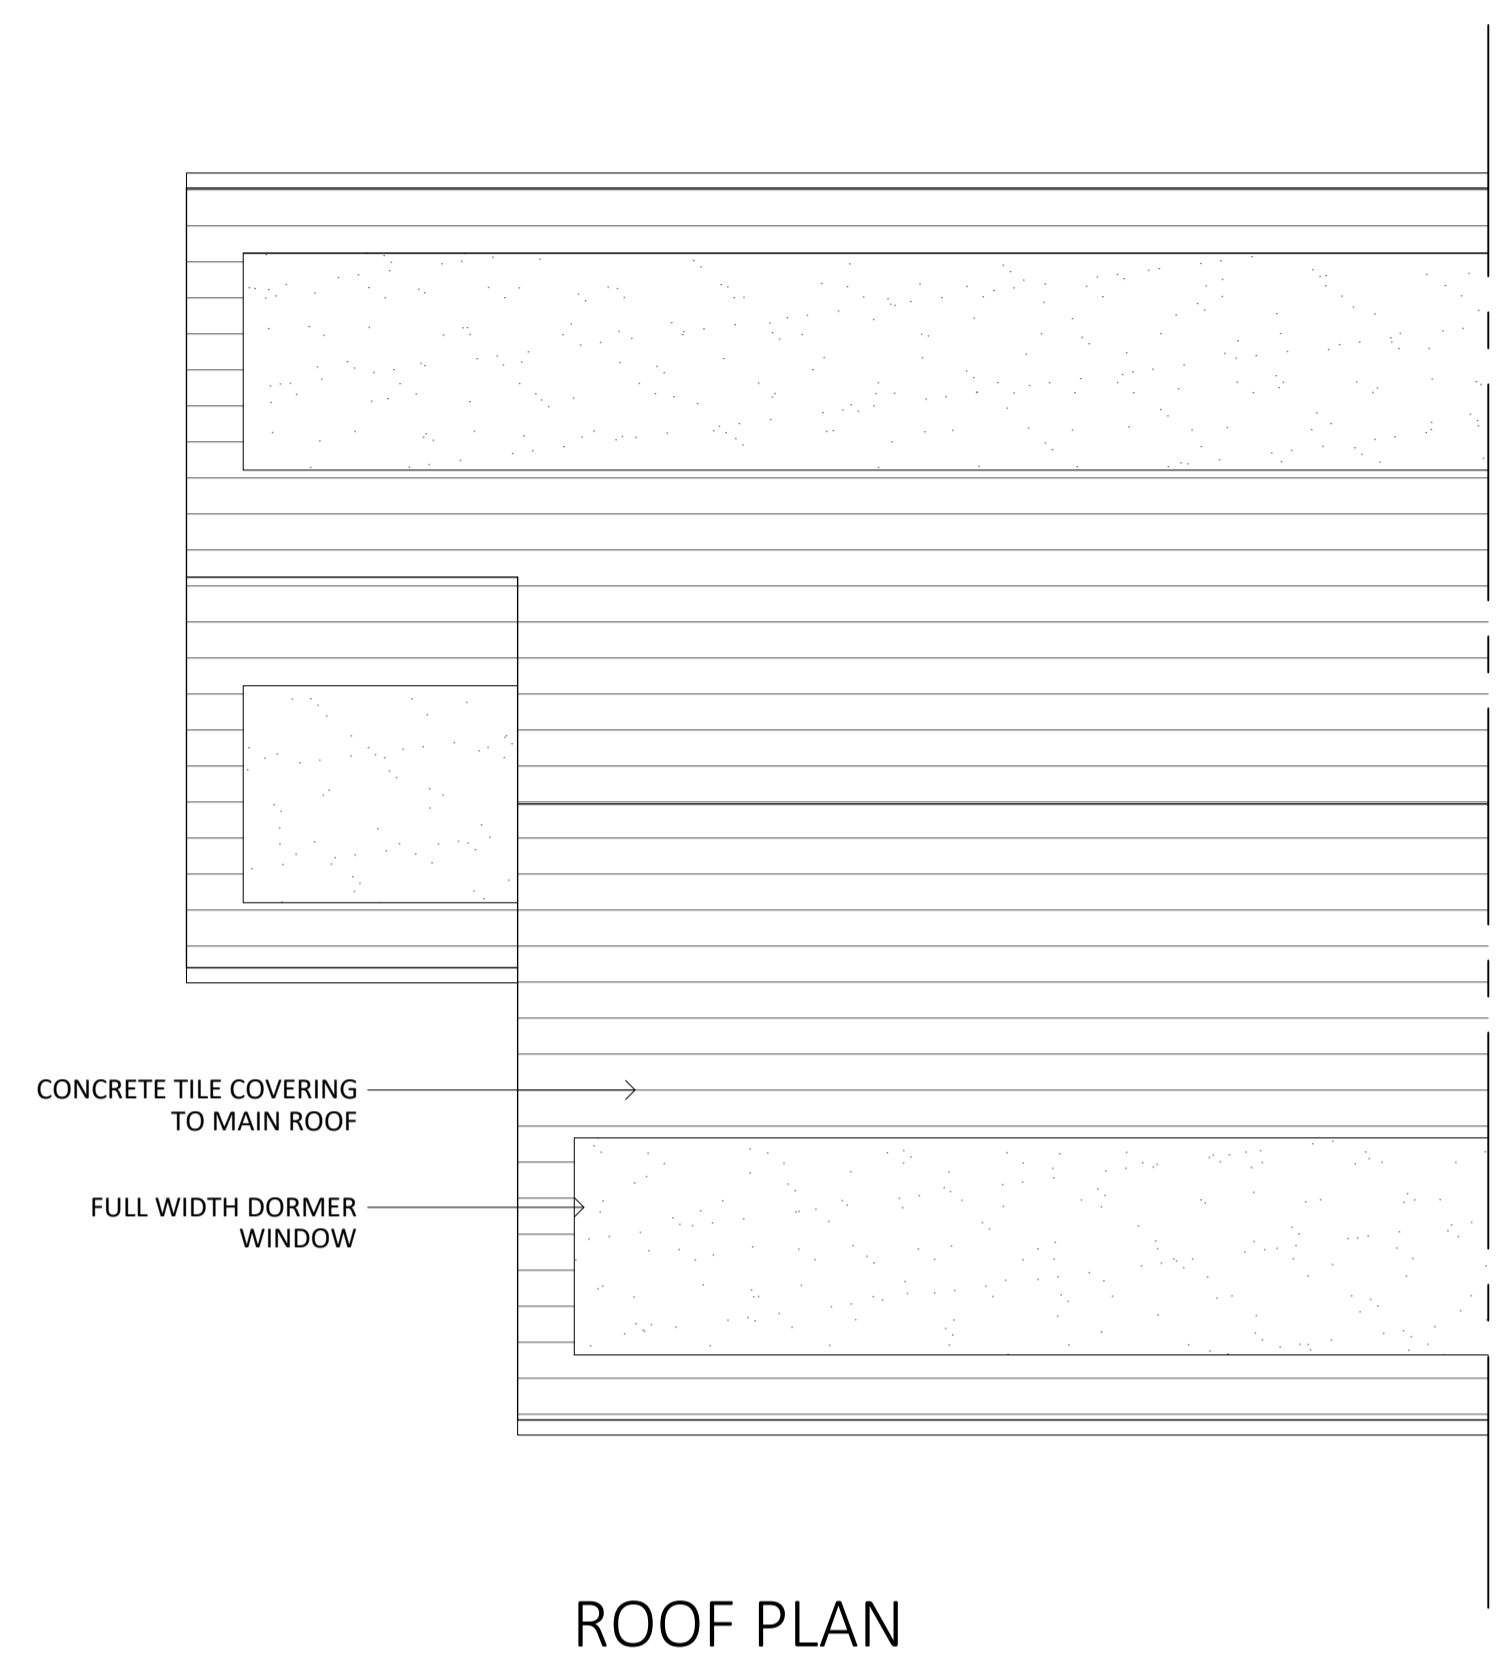 CONCRETE TILE COVERING
TO MAIN ROOF
FULL WIDTH DORMER
WINDOW
ROOF PLAN